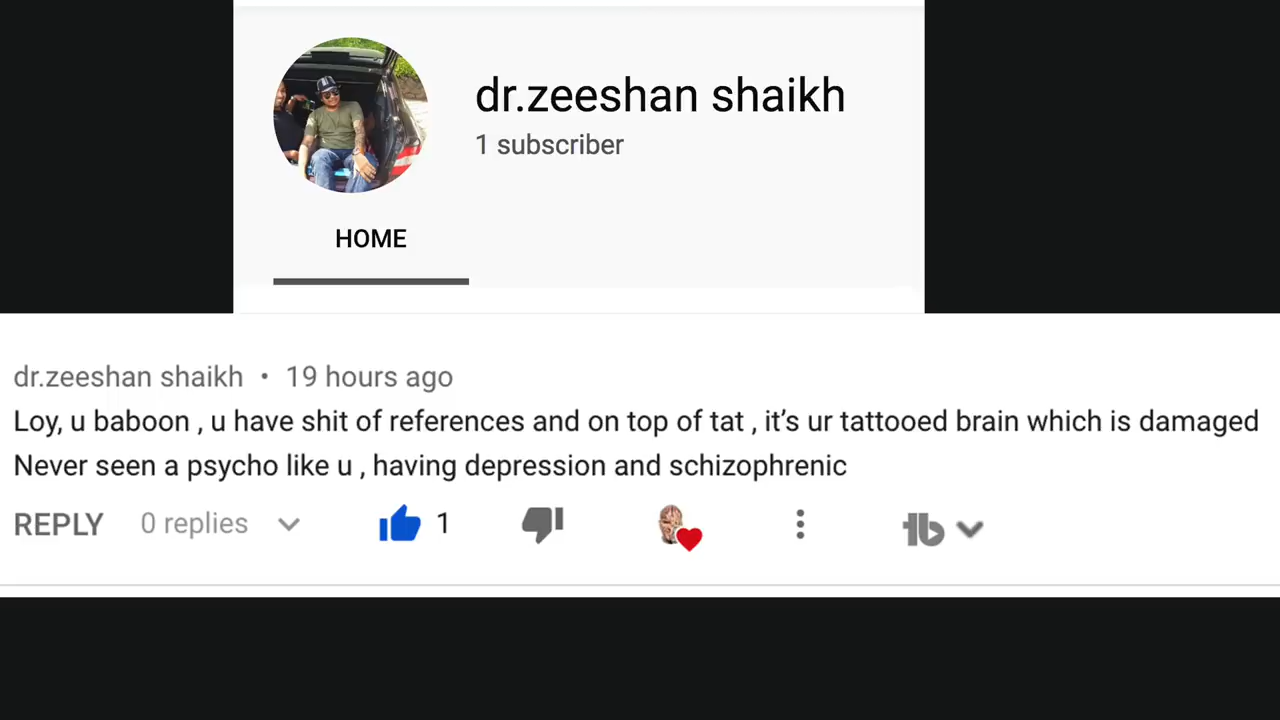 dr.zeeshan shaikh
1 subscriber
HOME
dr.zeeshan shaikh • 19 hours ago
Loy, u baboon , u have shit of references and on top of tat , it’s ur tattooed brain which is damaged
Never seen a psycho like u , having depression and schizophrenic
REPLY 0 replies 1 tb